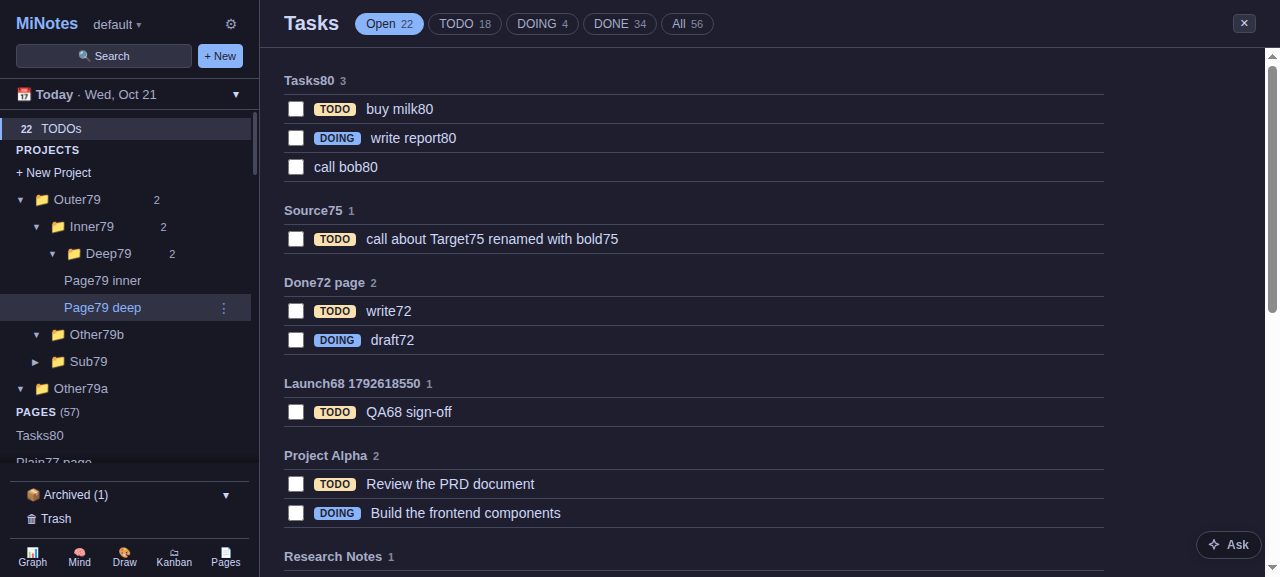 MiNotes default ▾ ⚙
🔍 Search
+ New
📅 Today · Wed, Oct 21 ▾
22 TODOs
PROJECTS
+ New Project
▼ 📁 Outer79 2
▼ 📁 Inner79 2
▼ 📁 Deep79 2
Page79 inner
Page79 deep ⋮
▼ 📁 Other79b
▶ 📁 Sub79
▼ 📁 Other79a
PAGES (57)
Tasks80
Plain77 page
📦 Archived (1) ▾
🗑 Trash
📊 Graph
🧠 Mind
🎨 Draw
🗂 Kanban
📄 Pages
Tasks
Open 22
TODO 18
DOING 4
DONE 34
All 56
✕
Tasks80 3
TODO buy milk80
DOING write report80
call bob80
Source75 1
TODO call about Target75 renamed with bold75
Done72 page 2
TODO write72
DOING draft72
Launch68 1792618550 1
TODO QA68 sign-off
Project Alpha 2
TODO Review the PRD document
DOING Build the frontend components
Research Notes 1
Ask